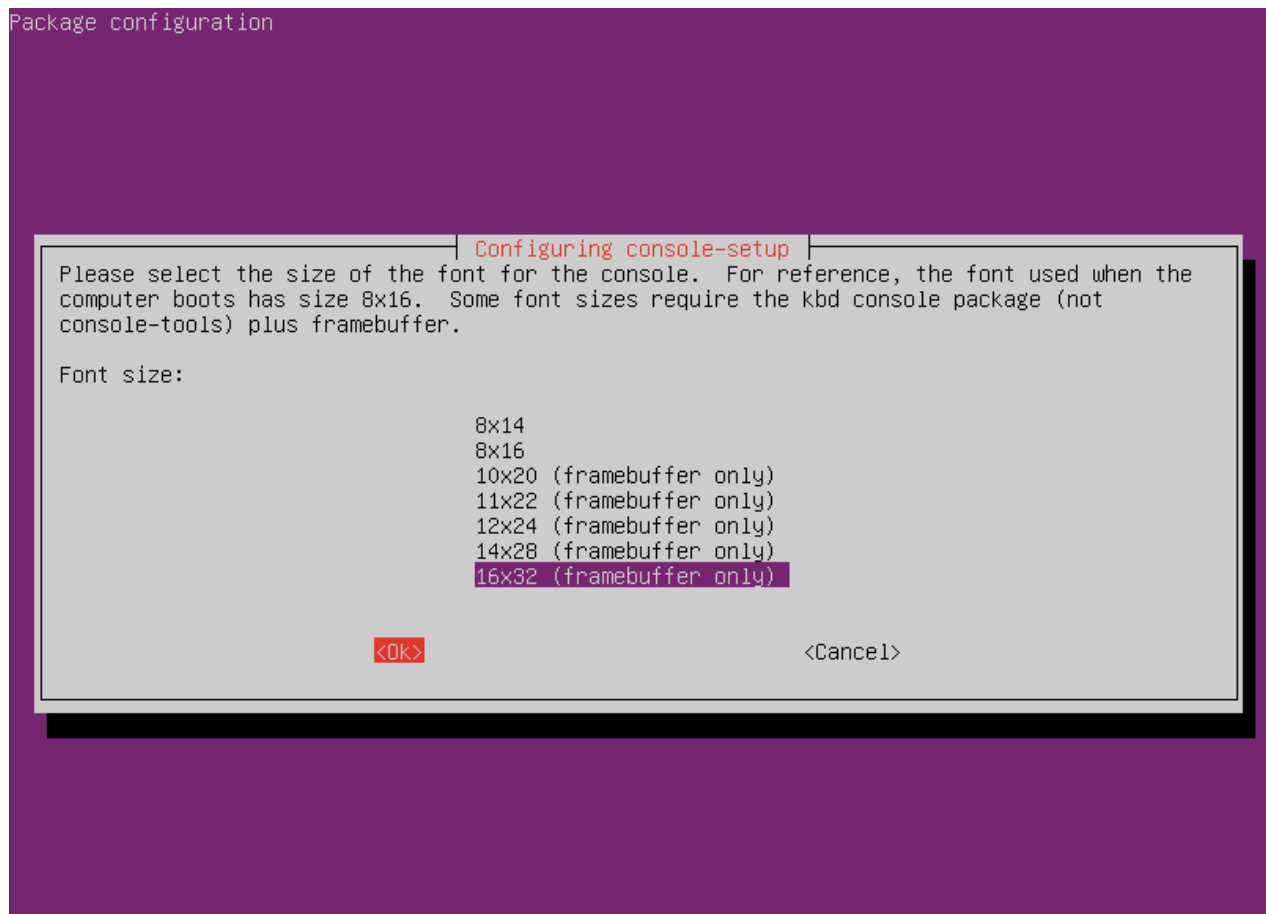 Package configuration
Configuring console-setup
Please select the size of the font for the console.  For reference, the font used when the
computer boots has size 8x16.  Some font sizes require the kbd console package (not
console-tools) plus framebuffer.
Font size:
8x14
8x16
10x20 (framebuffer only)
11x22 (framebuffer only)
12x24 (framebuffer only)
14x28 (framebuffer only)
16x32 (framebuffer only)
<Ok> <Cancel>